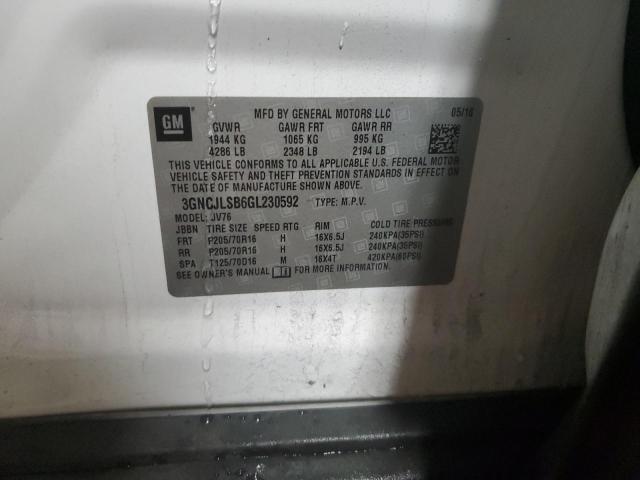 GM
MFD BY GENERAL MOTORS LLC 05/16
GVWR GAWR FRT GAWR RR
1944 KG 1065 KG 995 KG
4286 LB 2348 LB 2194 LB
THIS VEHICLE CONFORMS TO ALL APPLICABLE U.S. FEDERAL MOTOR
VEHICLE SAFETY AND THEFT PREVENTION STANDARDS IN EFFECT ON
THE DATE OF MANUFACTURE SHOWN ABOVE.
3GNCJLSB6GL230592 TYPE: M.P.V.
MODEL: JV76
JBBN TIRE SIZE SPEED RTG RIM COLD TIRE PRESSURE
FRT P205/70R16 H 16X6.5J 240KPA(35PSI)
RR P205/70R16 H 16X6.5J 240KPA(35PSI)
SPA T125/70D16 M 16X4T 420KPA(60PSI)
SEE OWNER'S MANUAL FOR MORE INFORMATION.